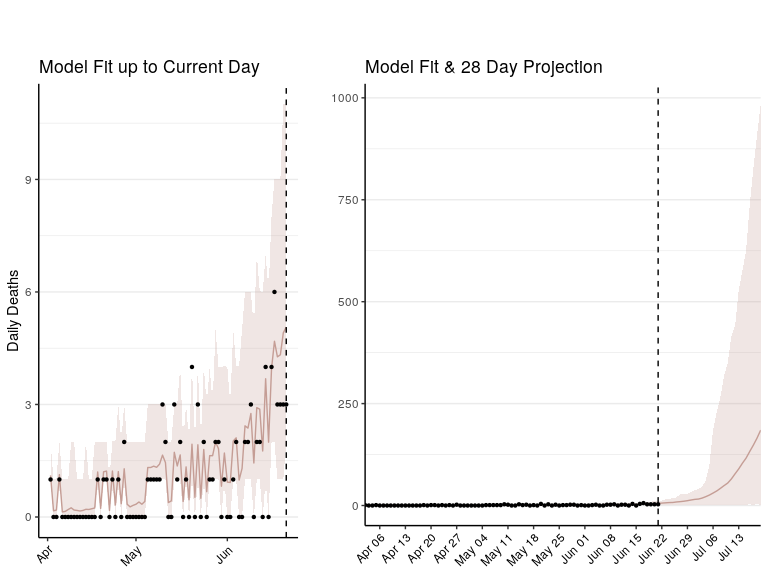 Model Fit up to Current Day
Daily Deaths
9
6
3
0
Apr
May
Jun
Model Fit & 28 Day Projection
1000
750
500
250
0
Apr 06
Apr 13
Apr 20
Apr 27
May 04
May 11
May 18
May 25
Jun 01
Jun 08
Jun 15
Jun 22
Jun 29
Jul 06
Jul 13